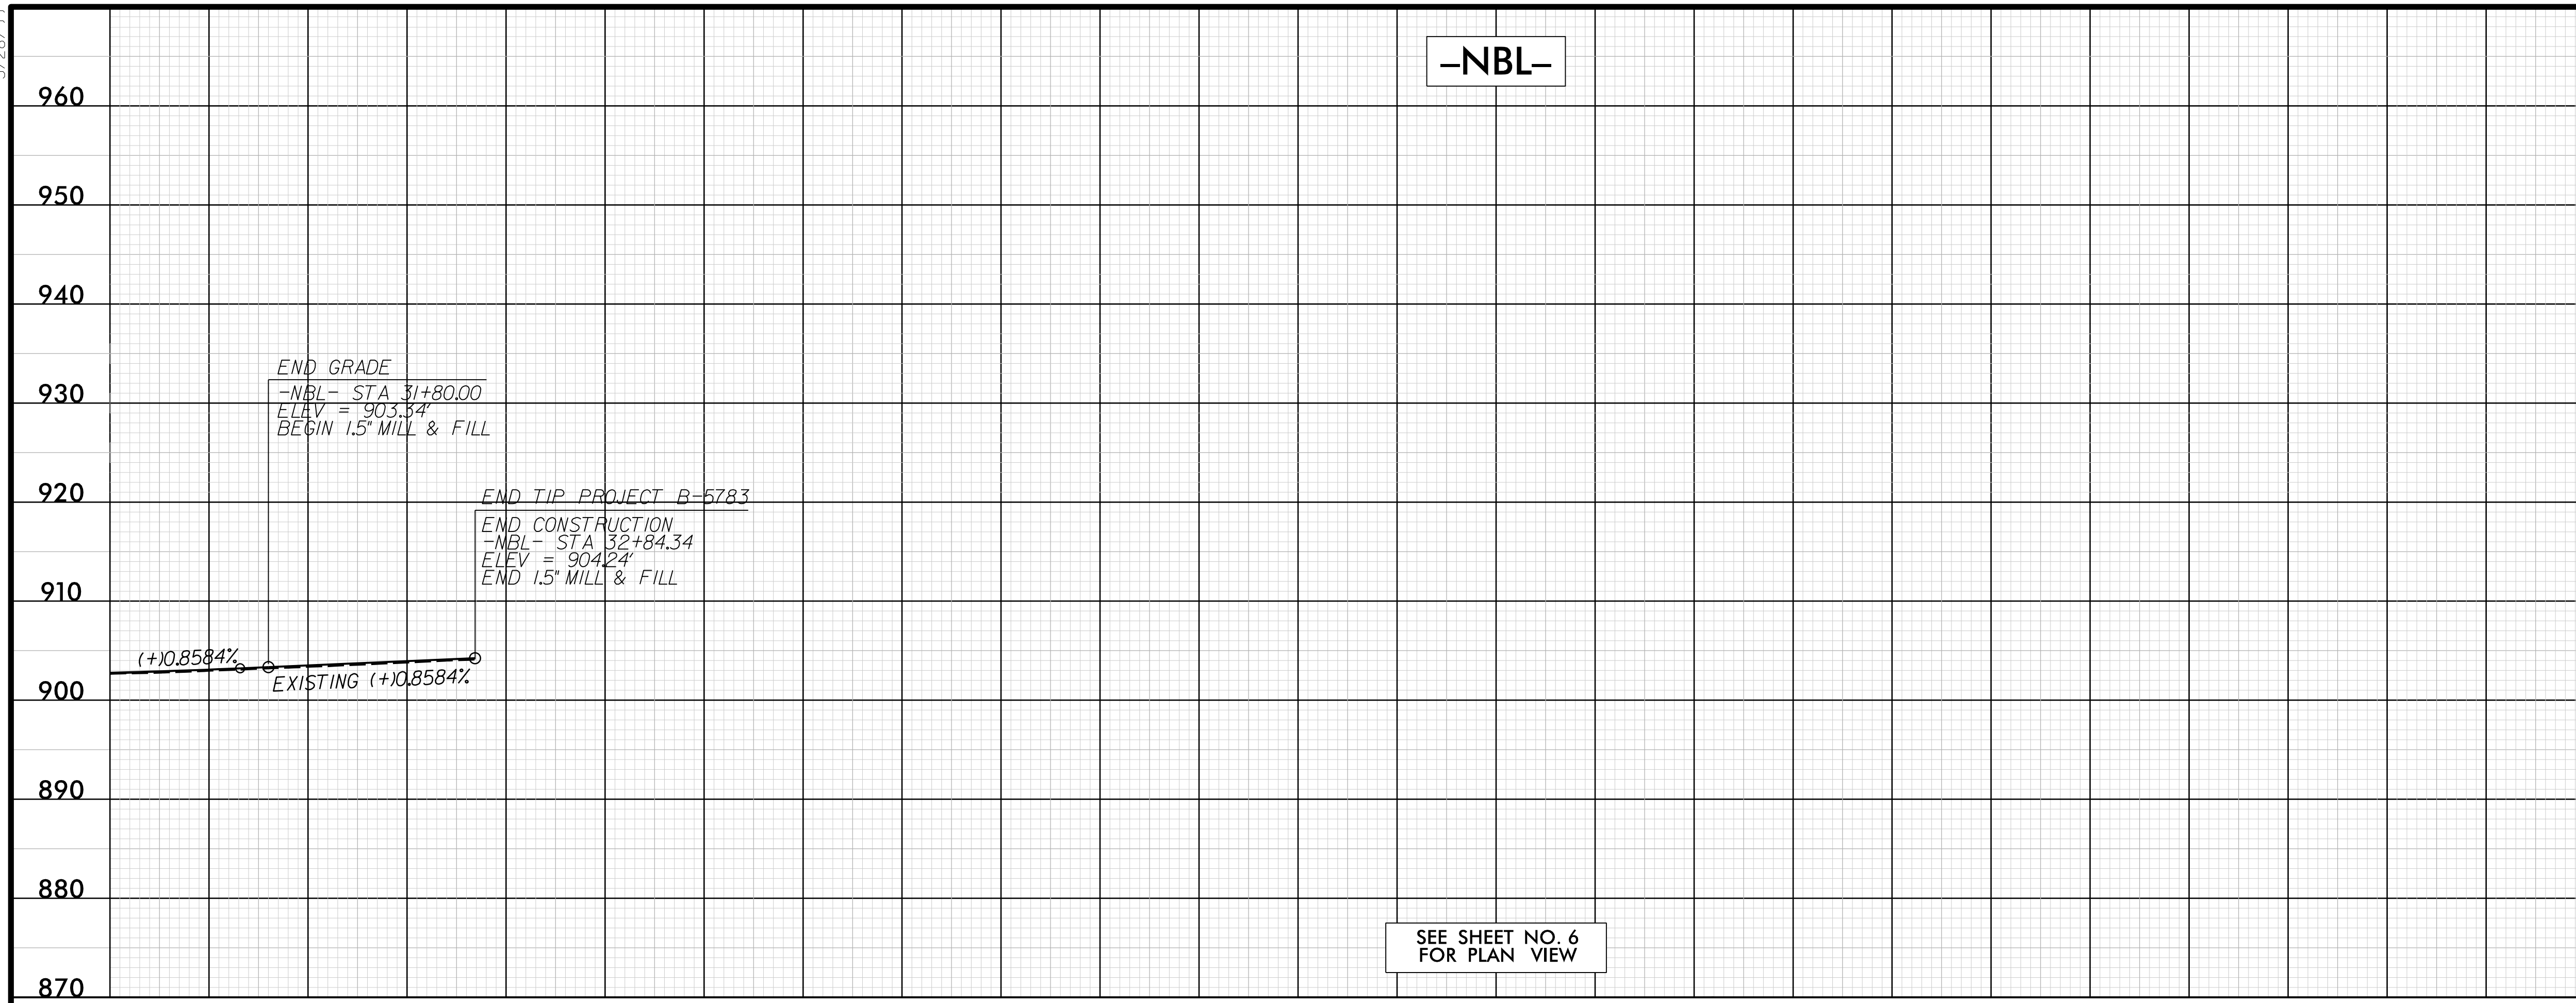 –NBL–
960
950
940
930
920
910
900
890
880
870
END GRADE
-NBL- STA 31+80.00
ELEV = 903.34'
BEGIN 1.5" MILL & FILL
END TIP PROJECT B-5783
END CONSTRUCTION
-NBL- STA 32+84.34
ELEV = 904.24'
END 1.5" MILL & FILL
(+)0.8584%
EXISTING (+)0.8584%
SEE SHEET NO. 6
FOR PLAN VIEW